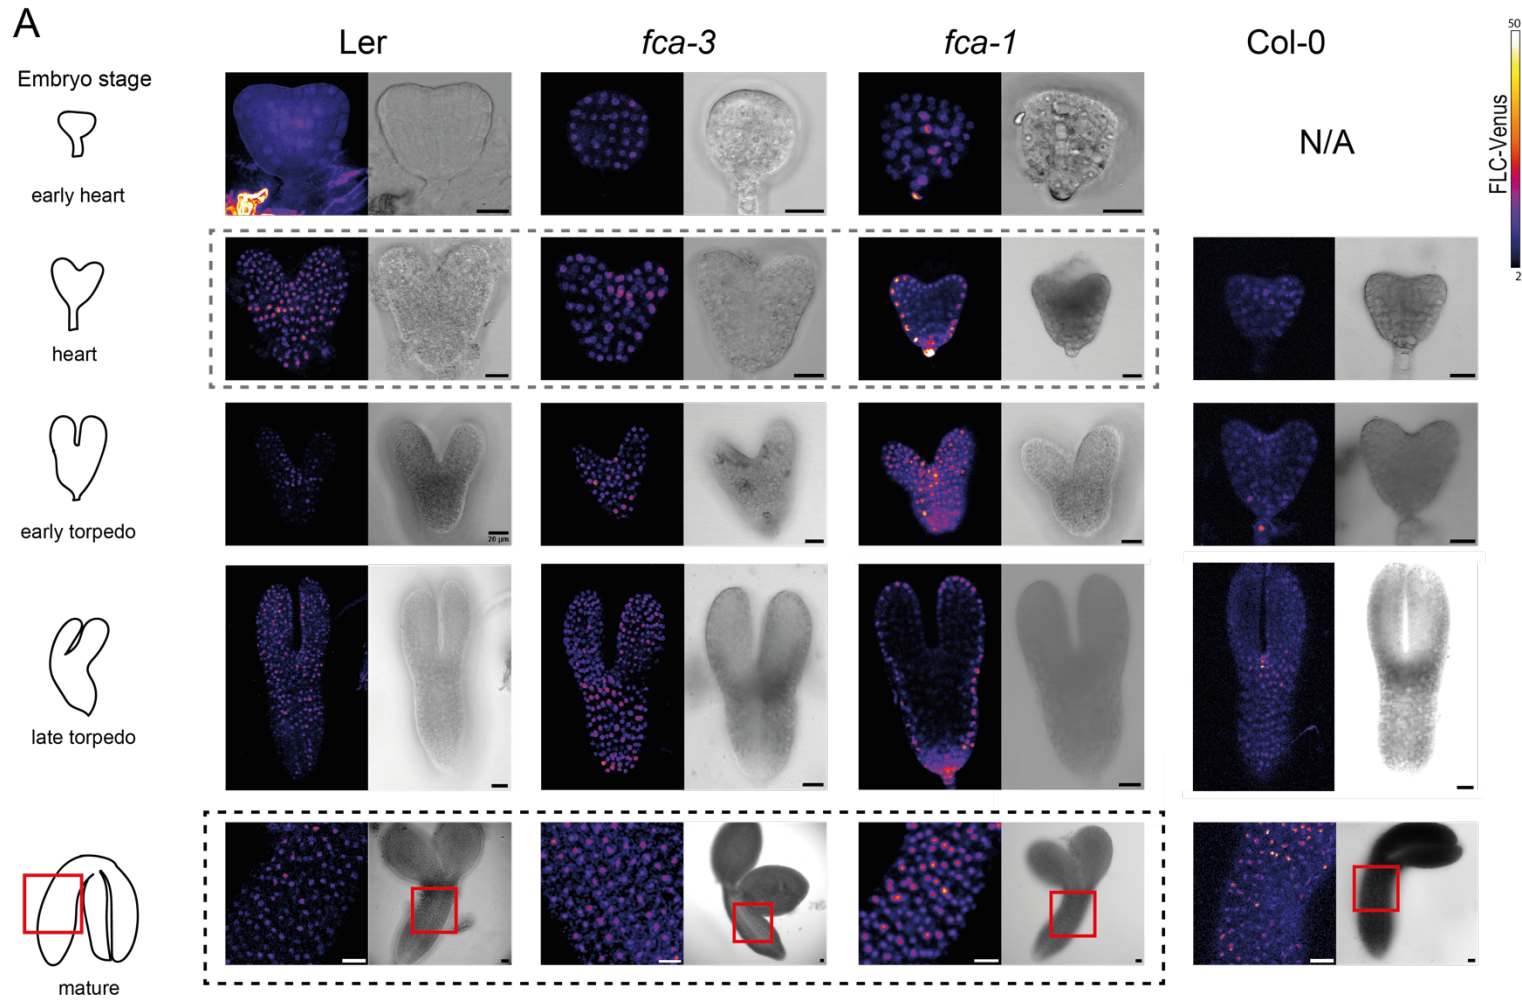 A
Ler
fca-3
fca-1
Col-0
Embryo stage
early heart
N/A
heart
early torpedo
20 µm
late torpedo
mature
50
FLC-Venus
2